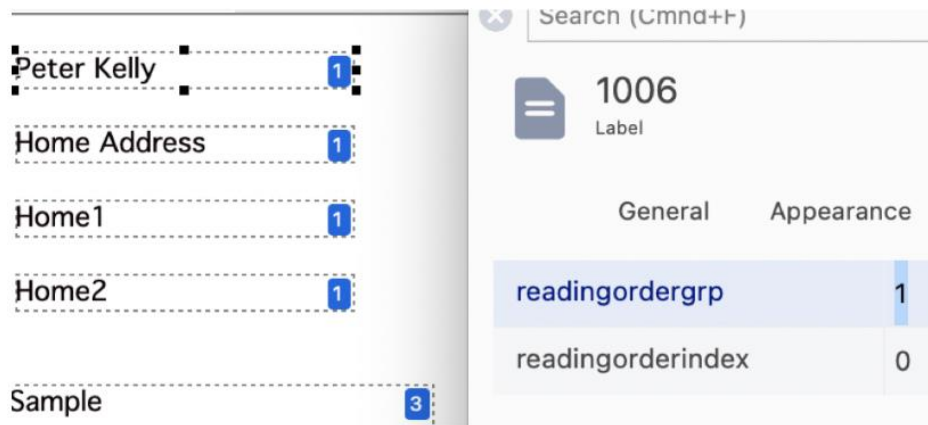 Peter Kelly 1
Home Address 1
Home1 1
Home2 1
Sample 3
Search (Cmnd+F)
1006
Label
General Appearance
readingordergrp 1
readingorderindex 0